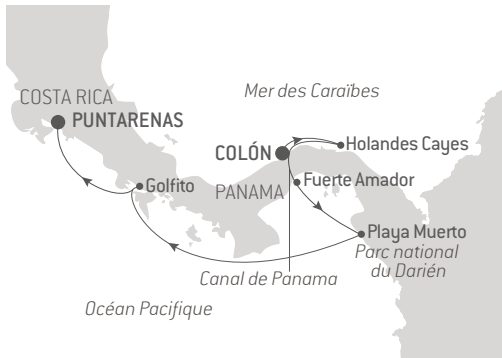 Mer des Caraïbes
COSTA RICA
PUNTARENAS
COLÓN
Holandes Cayes
Golfito
PANAMA
Fuerte Amador
Playa Muerto
Parc national
du Darién
Canal de Panama
Océan Pacifique